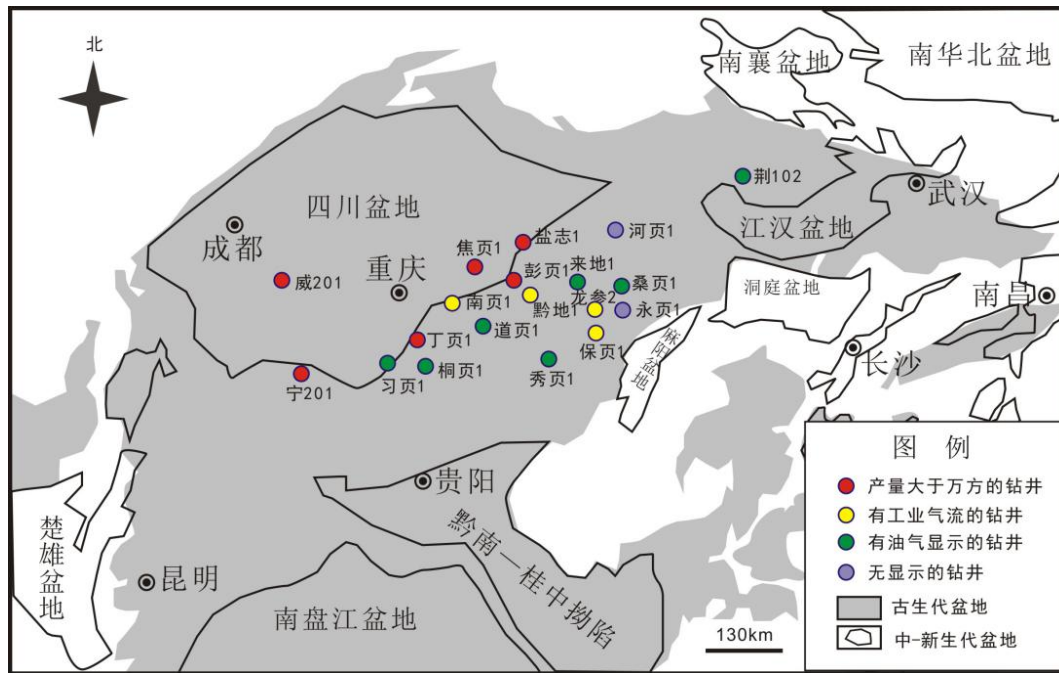 北
南襄盆地
南华北盆地
荆102
武汉
四川盆地
江汉盆地
成都
盐志1
河页1
焦页1
来地1
重庆
彭页1
桑页1
威201
洞庭盆地
南昌
南页1
黔地1
龙参2
永页1
道页1
丁页1
保页1
麻阳盆地
长沙
宁201
习页1
桐页1
秀页1
图 例
贵阳
产量大于万方的钻井
有工业气流的钻井
楚雄盆地
黔南—桂中拗陷
有油气显示的钻井
昆明
无显示的钻井
南盘江盆地
古生代盆地
130km
中-新生代盆地